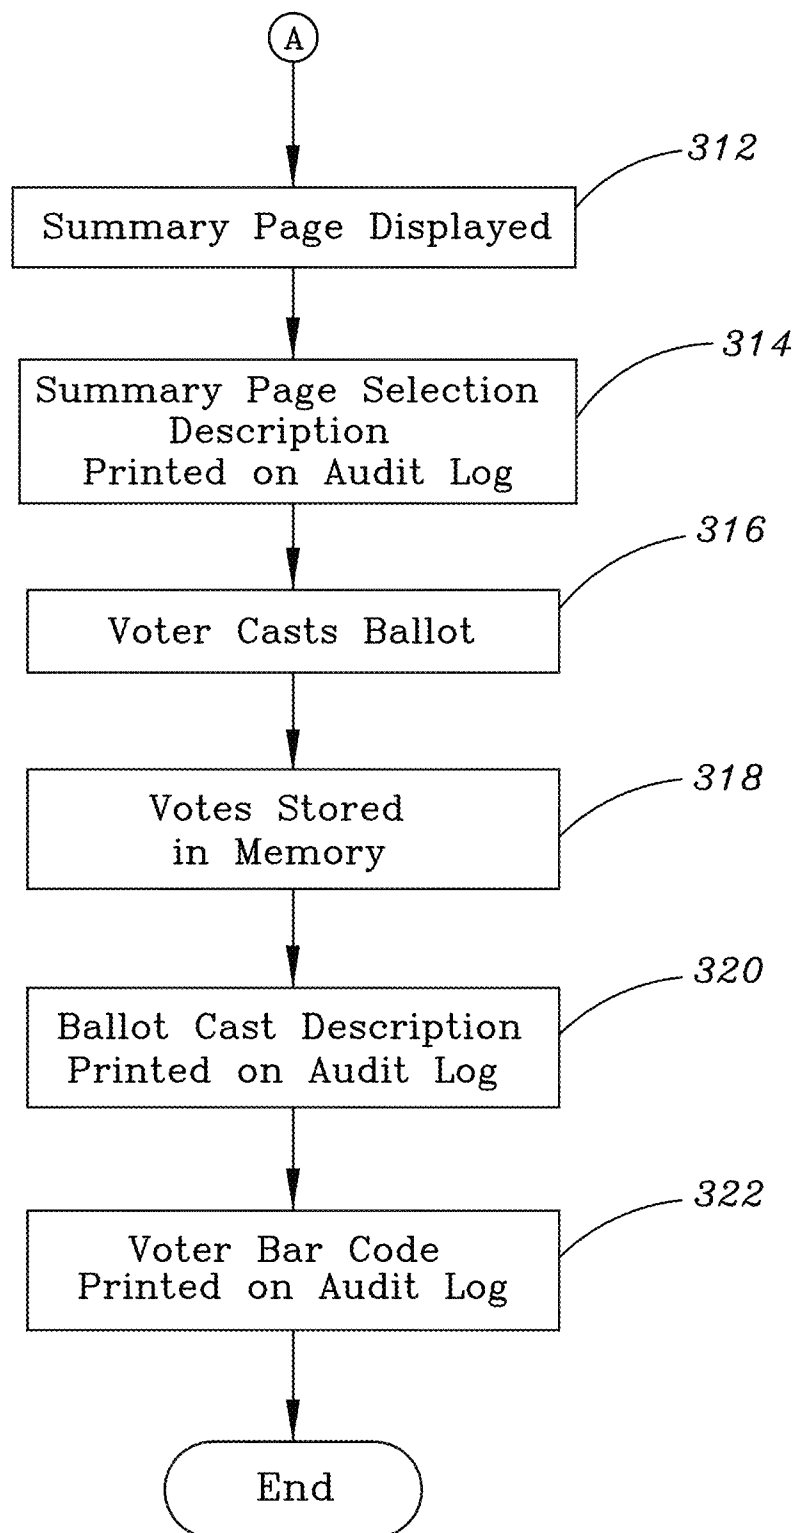 A
312
Summary Page Displayed
314
Summary Page Selection
Description
Printed on Audit Log
316
Voter Casts Ballot
318
Votes Stored
in Memory
320
Ballot Cast Description
Printed on Audit Log
322
Voter Bar Code
Printed on Audit Log
End